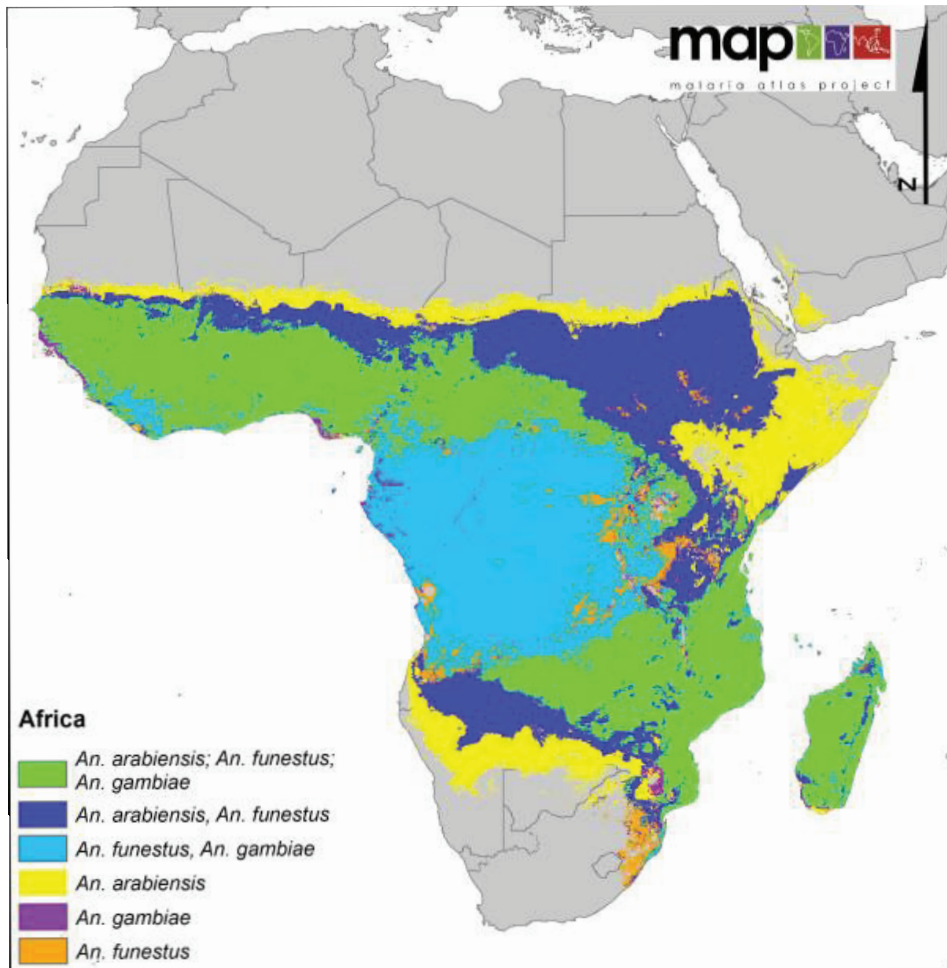 map
malaria atlas project
N
Africa
An. arabiensis; An. funestus;
An. gambiae
An. arabiensis, An. funestus
An. funestus, An. gambiae
An. arabiensis
An. gambiae
An. funestus